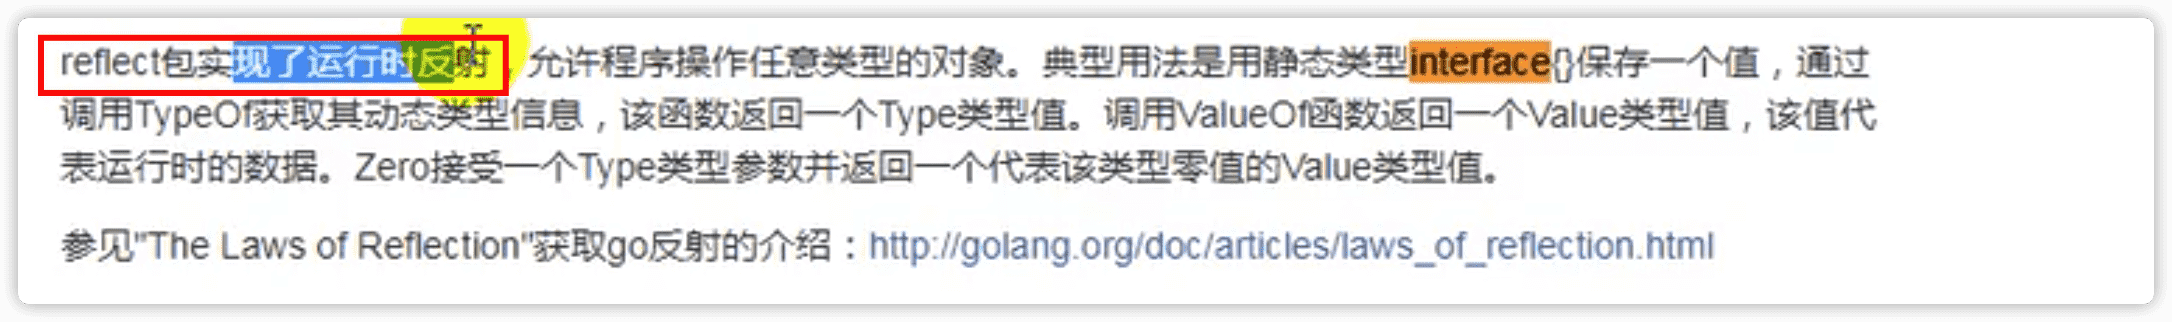 reflect包实现了运行时反射，允许程序操作任意类型的对象。典型用法是用静态类型interface{}保存一个值，通过
调用TypeOf获取其动态类型信息，该函数返回一个Type类型值。调用ValueOf函数返回一个Value类型值，该值代
表运行时的数据。Zero接受一个Type类型参数并返回一个代表该类型零值的Value类型值。
参见"The Laws of Reflection"获取go反射的介绍：http://golang.org/doc/articles/laws_of_reflection.html